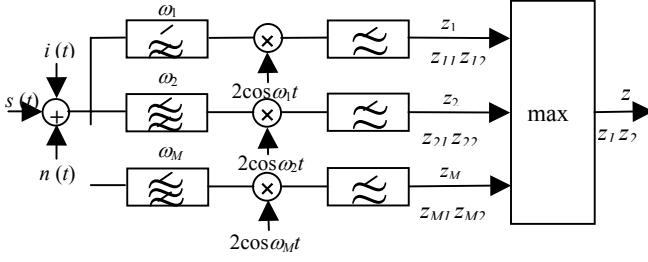 ω1
i (t)
×
z1
z11 z12
2cosω1t
ω2
s (t)
+
×
z2
z21 z22
max
z
z1 z2
2cosω2t
n (t)
ωM
×
zM
zM1 zM2
2cosωMt